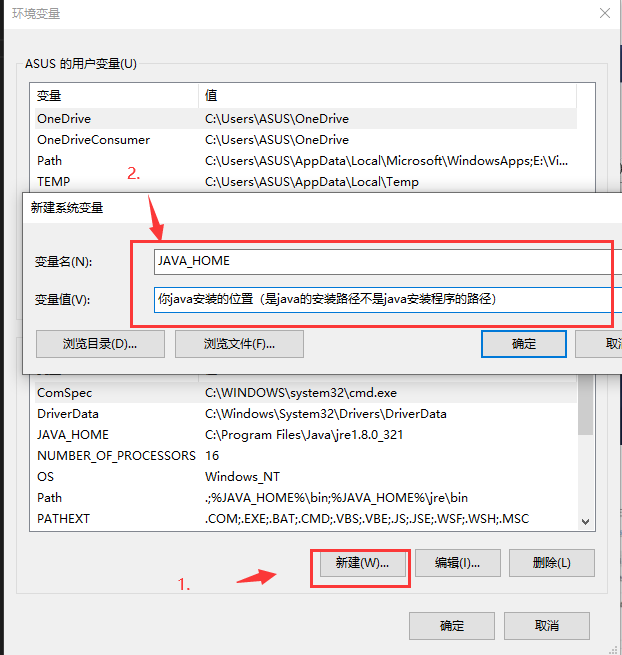 环境变量
ASUS 的用户变量(U)
变量 值
OneDrive C:\Users\ASUS\OneDrive
OneDriveConsumer C:\Users\ASUS\OneDrive
Path C:\Users\ASUS\AppData\Local\Microsoft\WindowsApps;E:\Vi...
TEMP C:\Users\ASUS\AppData\Local\Temp
2.
新建系统变量
变量名(N): JAVA_HOME
变量值(V): 你java安装的位置（是java的安装路径不是java安装程序的路径）
浏览目录(D)... 浏览文件(F)... 确定 取消
ComSpec C:\WINDOWS\system32\cmd.exe
DriverData C:\Windows\System32\Drivers\DriverData
JAVA_HOME C:\Program Files\Java\jre1.8.0_321
NUMBER_OF_PROCESSORS 16
OS Windows_NT
Path .;%JAVA_HOME%\bin;%JAVA_HOME%\jre\bin
PATHEXT .COM;.EXE;.BAT;.CMD;.VBS;.VBE;.JS;.JSE;.WSF;.WSH;.MSC
新建(W)... 编辑(I)... 删除(L)
1.
确定 取消